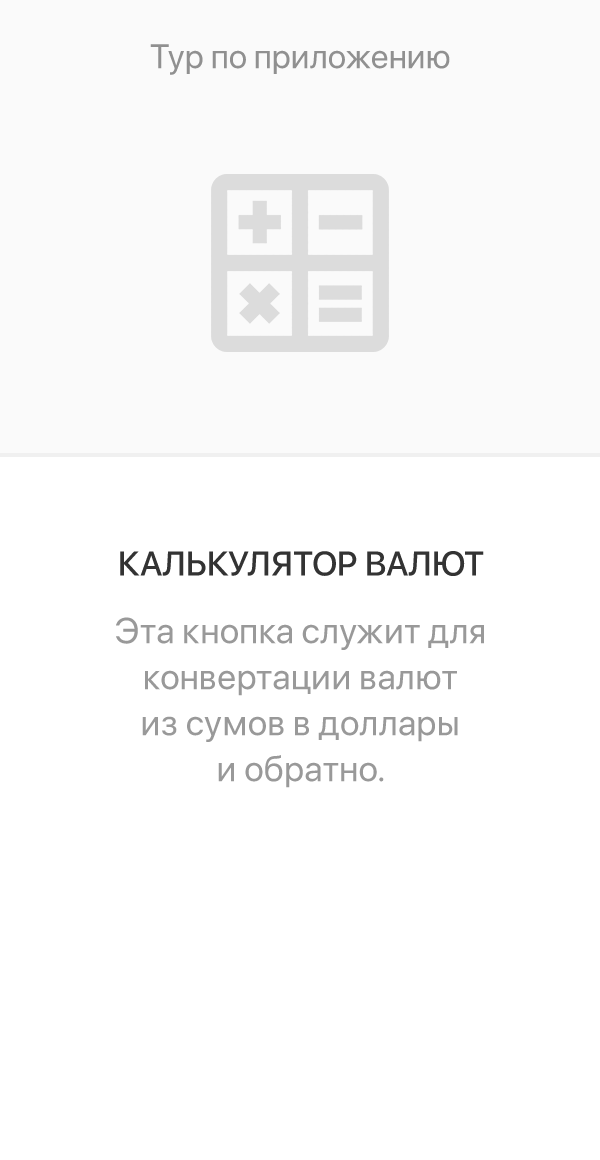 Тур по приложению
КАЛЬКУЛЯТОР ВАЛЮТ
Эта кнопка служит для
конвертации валют
из сумов в доллары
и обратно.